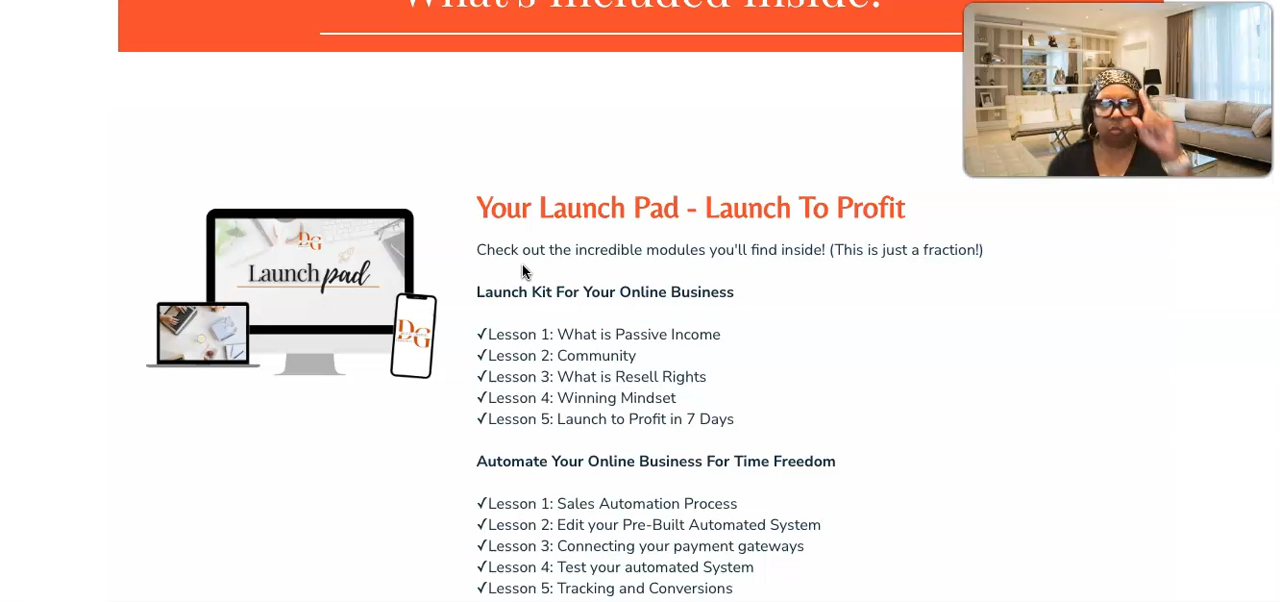 What's Included Inside:
Your Launch Pad - Launch To Profit
Check out the incredible modules you'll find inside! (This is just a fraction!)
Launch Kit For Your Online Business
✓Lesson 1: What is Passive Income
✓Lesson 2: Community
✓Lesson 3: What is Resell Rights
✓Lesson 4: Winning Mindset
✓Lesson 5: Launch to Profit in 7 Days
Automate Your Online Business For Time Freedom
✓Lesson 1: Sales Automation Process
✓Lesson 2: Edit your Pre-Built Automated System
✓Lesson 3: Connecting your payment gateways
✓Lesson 4: Test your automated System
✓Lesson 5: Tracking and Conversions
DG
Launch pad
DG